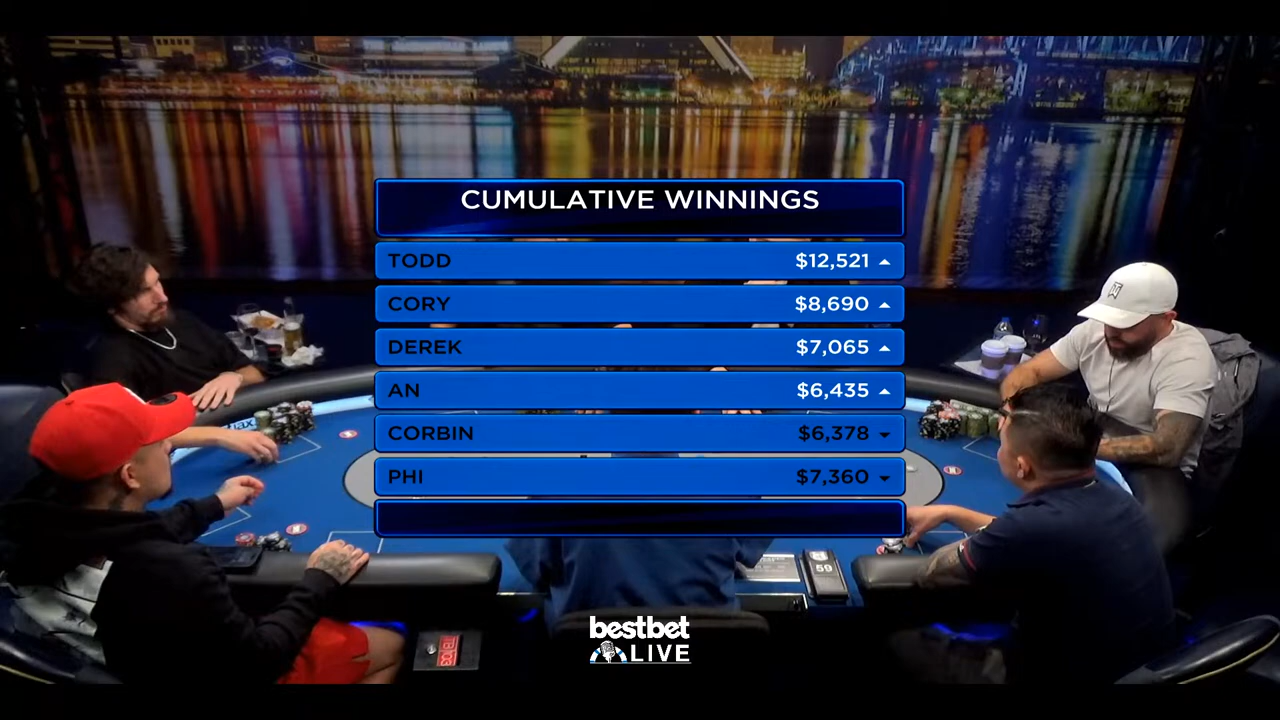 CUMULATIVE WINNINGS
TODD $12,521
CORY $8,690
DEREK $7,065
AN $6,435
CORBIN $6,378
PHI $7,360
59
bestbet
LIVE